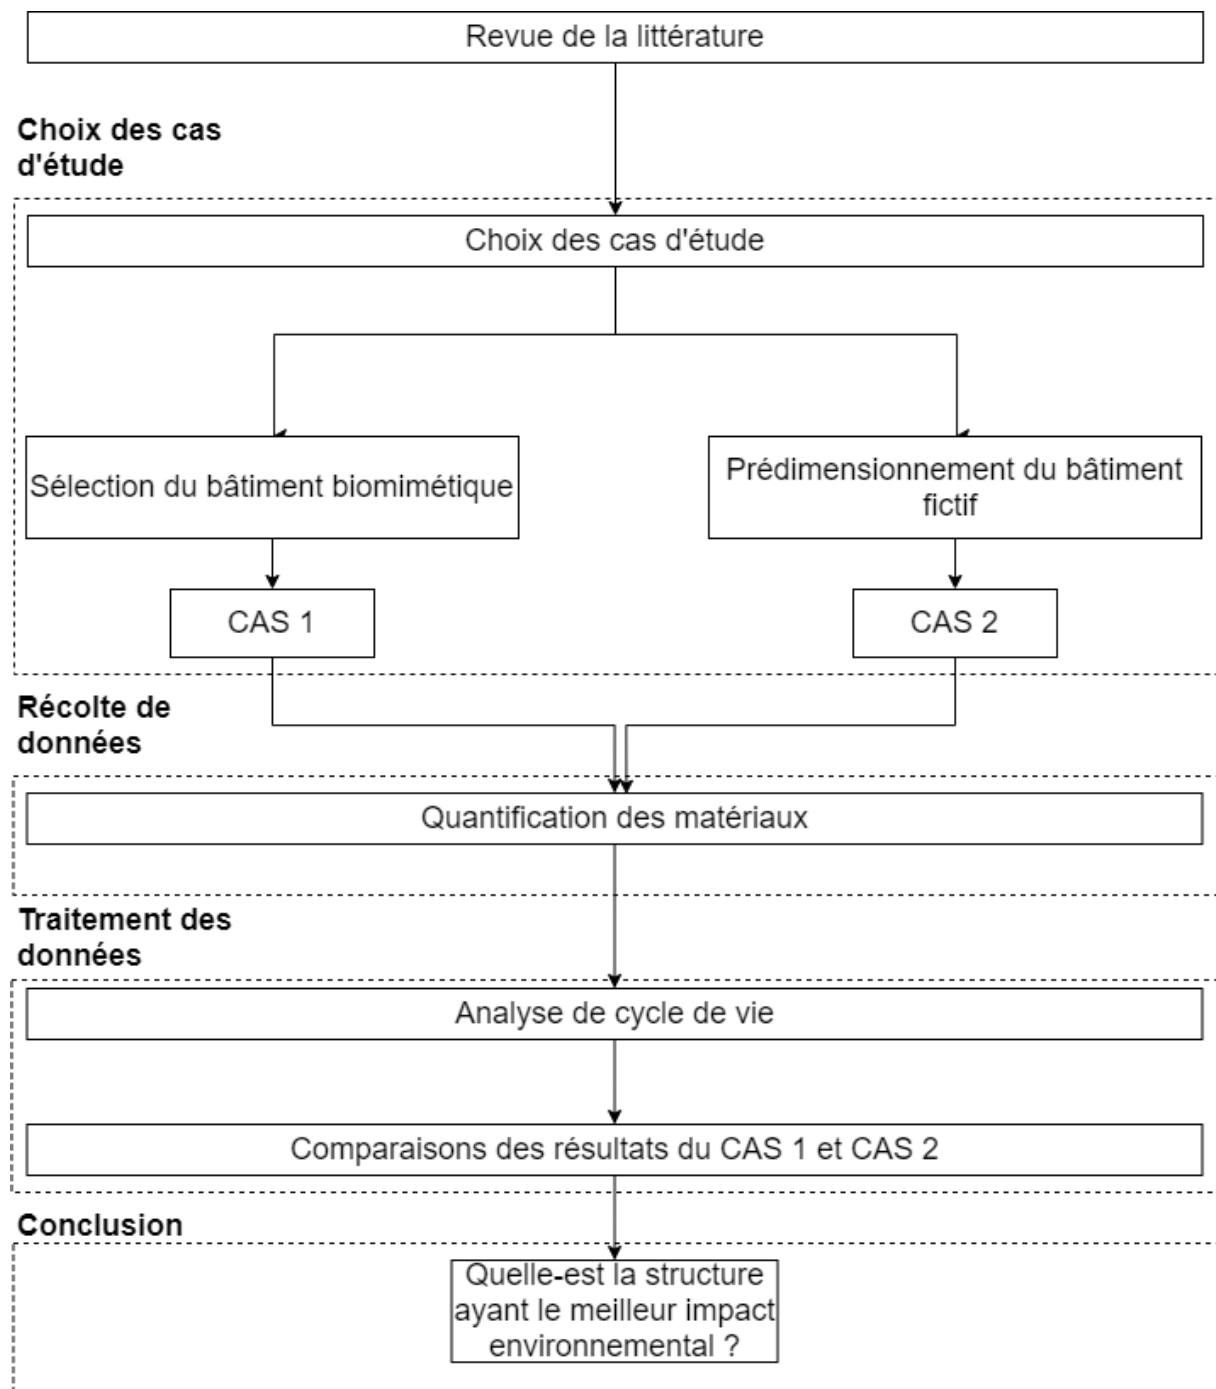 Revue de la littérature
Choix des cas
d'étude
Choix des cas d'étude
Sélection du bâtiment biomimétique
Prédimensionnement du bâtiment
fictif
CAS 1
CAS 2
Récolte de
données
Quantification des matériaux
Traitement des
données
Analyse de cycle de vie
Comparaisons des résultats du CAS 1 et CAS 2
Conclusion
Quelle-est la structure
ayant le meilleur impact
environnemental ?